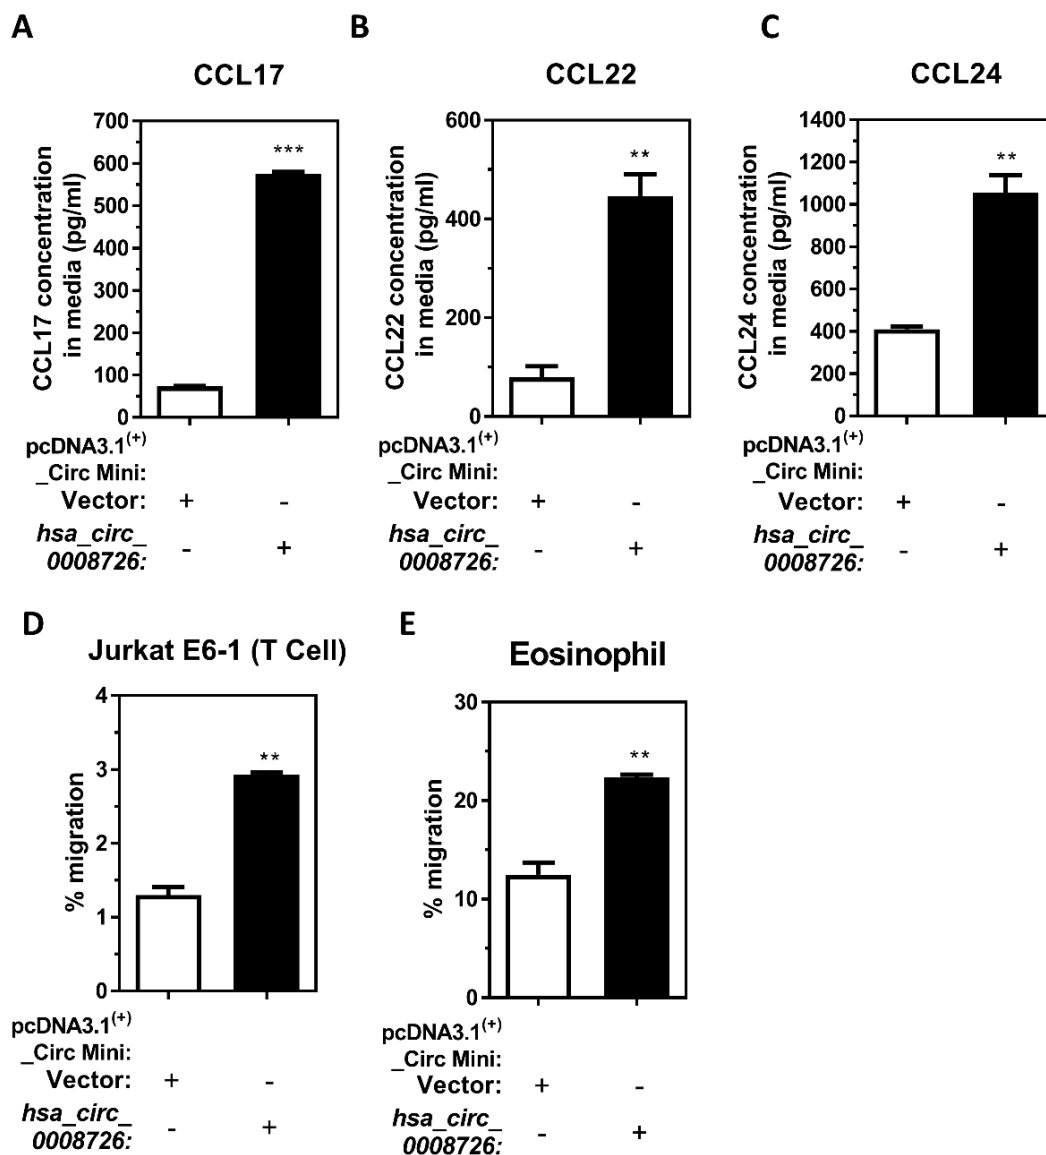 A
CCL17
700
600
500
400
300
200
100
0
CCL17 concentration
in media (pg/ml)
***
pcDNA3.1(+)
_Circ Mini:
Vector: + -
hsa_circ_
0008726: - +
B
CCL22
600
400
200
0
CCL22 concentration
in media (pg/ml)
**
pcDNA3.1(+)
_Circ Mini:
Vector: + -
hsa_circ_
0008726: - +
C
CCL24
1400
1200
1000
800
600
400
200
0
CCL24 concentration
in media (pg/ml)
**
pcDNA3.1(+)
_Circ Mini:
Vector: + -
hsa_circ_
0008726: - +
D
Jurkat E6-1 (T Cell)
4
3
2
1
0
% migration
**
pcDNA3.1(+)
_Circ Mini:
Vector: + -
hsa_circ_
0008726: - +
E
Eosinophil
30
20
10
0
% migration
**
pcDNA3.1(+)
_Circ Mini:
Vector: + -
hsa_circ_
0008726: - +